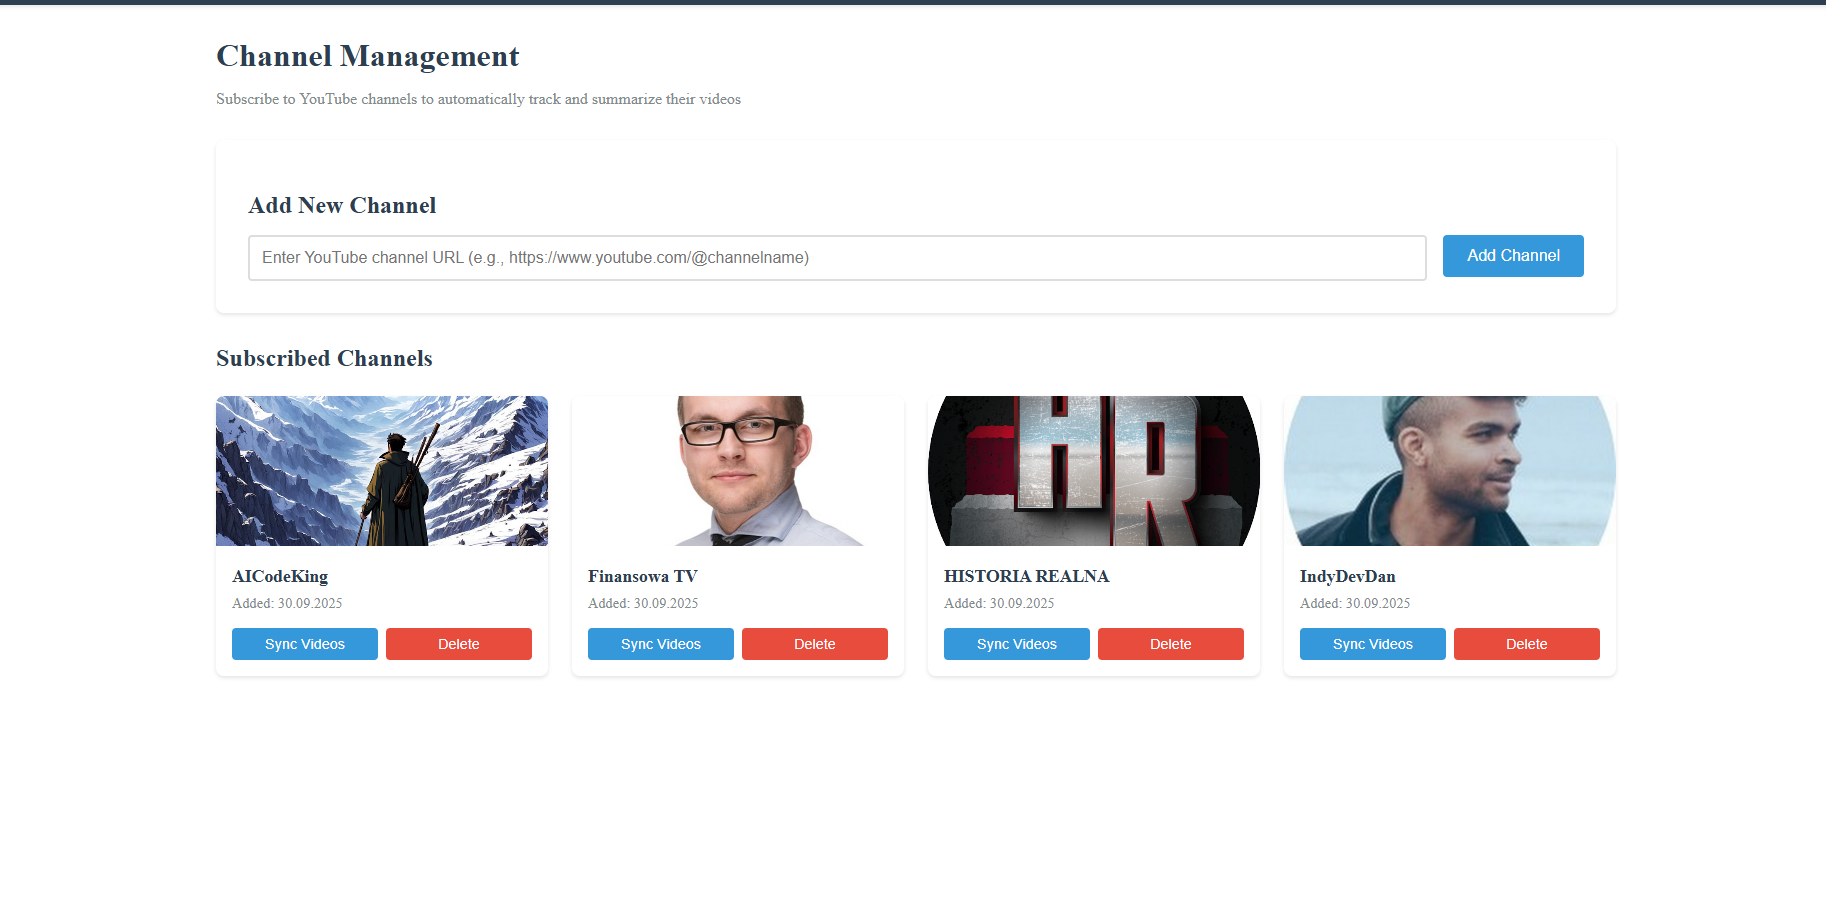 Channel Management
Subscribe to YouTube channels to automatically track and summarize their videos
Add New Channel
Enter YouTube channel URL (e.g., https://www.youtube.com/@channelname)
Add Channel
Subscribed Channels
HR
AICodeKing
Added: 30.09.2025
Sync Videos
Delete
Finansowa TV
Added: 30.09.2025
Sync Videos
Delete
HISTORIA REALNA
Added: 30.09.2025
Sync Videos
Delete
IndyDevDan
Added: 30.09.2025
Sync Videos
Delete